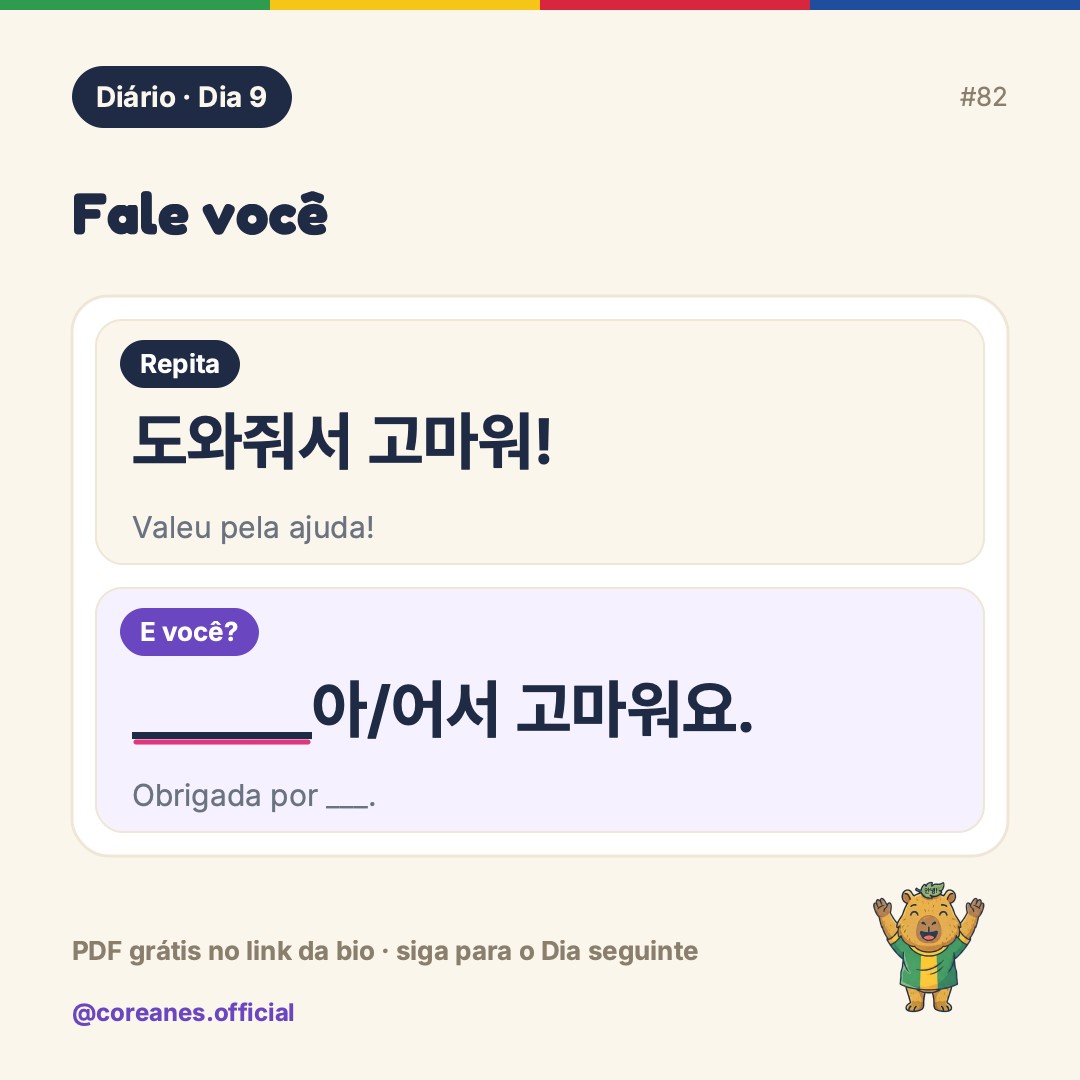 Diário · Dia 9
#82
Fale você
Repita
도와줘서 고마워!
Valeu pela ajuda!
E você?
______아/어서 고마워요.
Obrigada por ___.
PDF grátis no link da bio · siga para o Dia seguinte
@coreanes.official